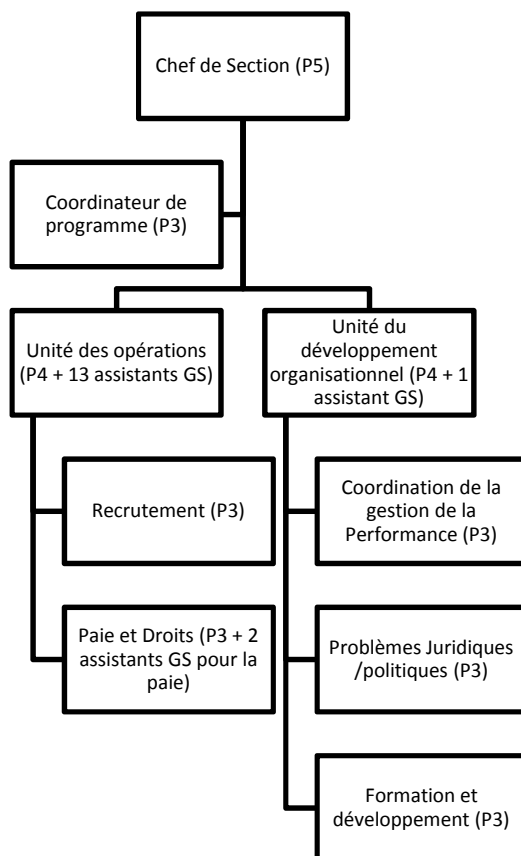 Chef de Section (P5)
Coordinateur de
programme (P3)
Unité des opérations
(P4 + 13 assistants GS)
Unité du
développement
organisationnel (P4 + 1
assistant GS)
Recrutement (P3)
Paie et Droits (P3 + 2
assistants GS pour la
paie)
Coordination de la
gestion de la
Performance (P3)
Problèmes Juridiques
/politiques (P3)
Formation et
développement (P3)